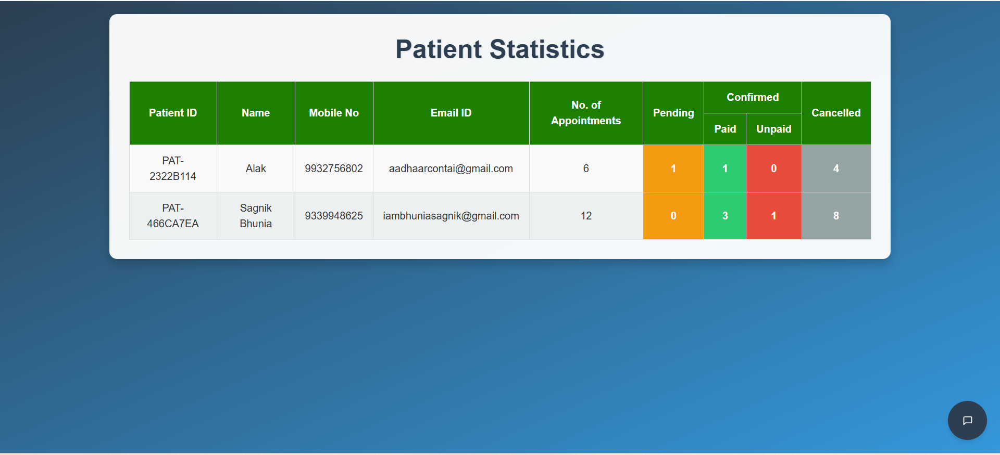 Patient Statistics
Patient ID
Name
Mobile No
Email ID
No. of
Appointments
Pending
Confirmed
Cancelled
Paid
Unpaid
PAT-
2322B114
Alak
9932756802
aadhaarcontai@gmail.com
6
1
1
0
4
PAT-
466CA7EA
Sagnik
Bhunia
9339948625
iambhuniasagnik@gmail.com
12
0
3
1
8